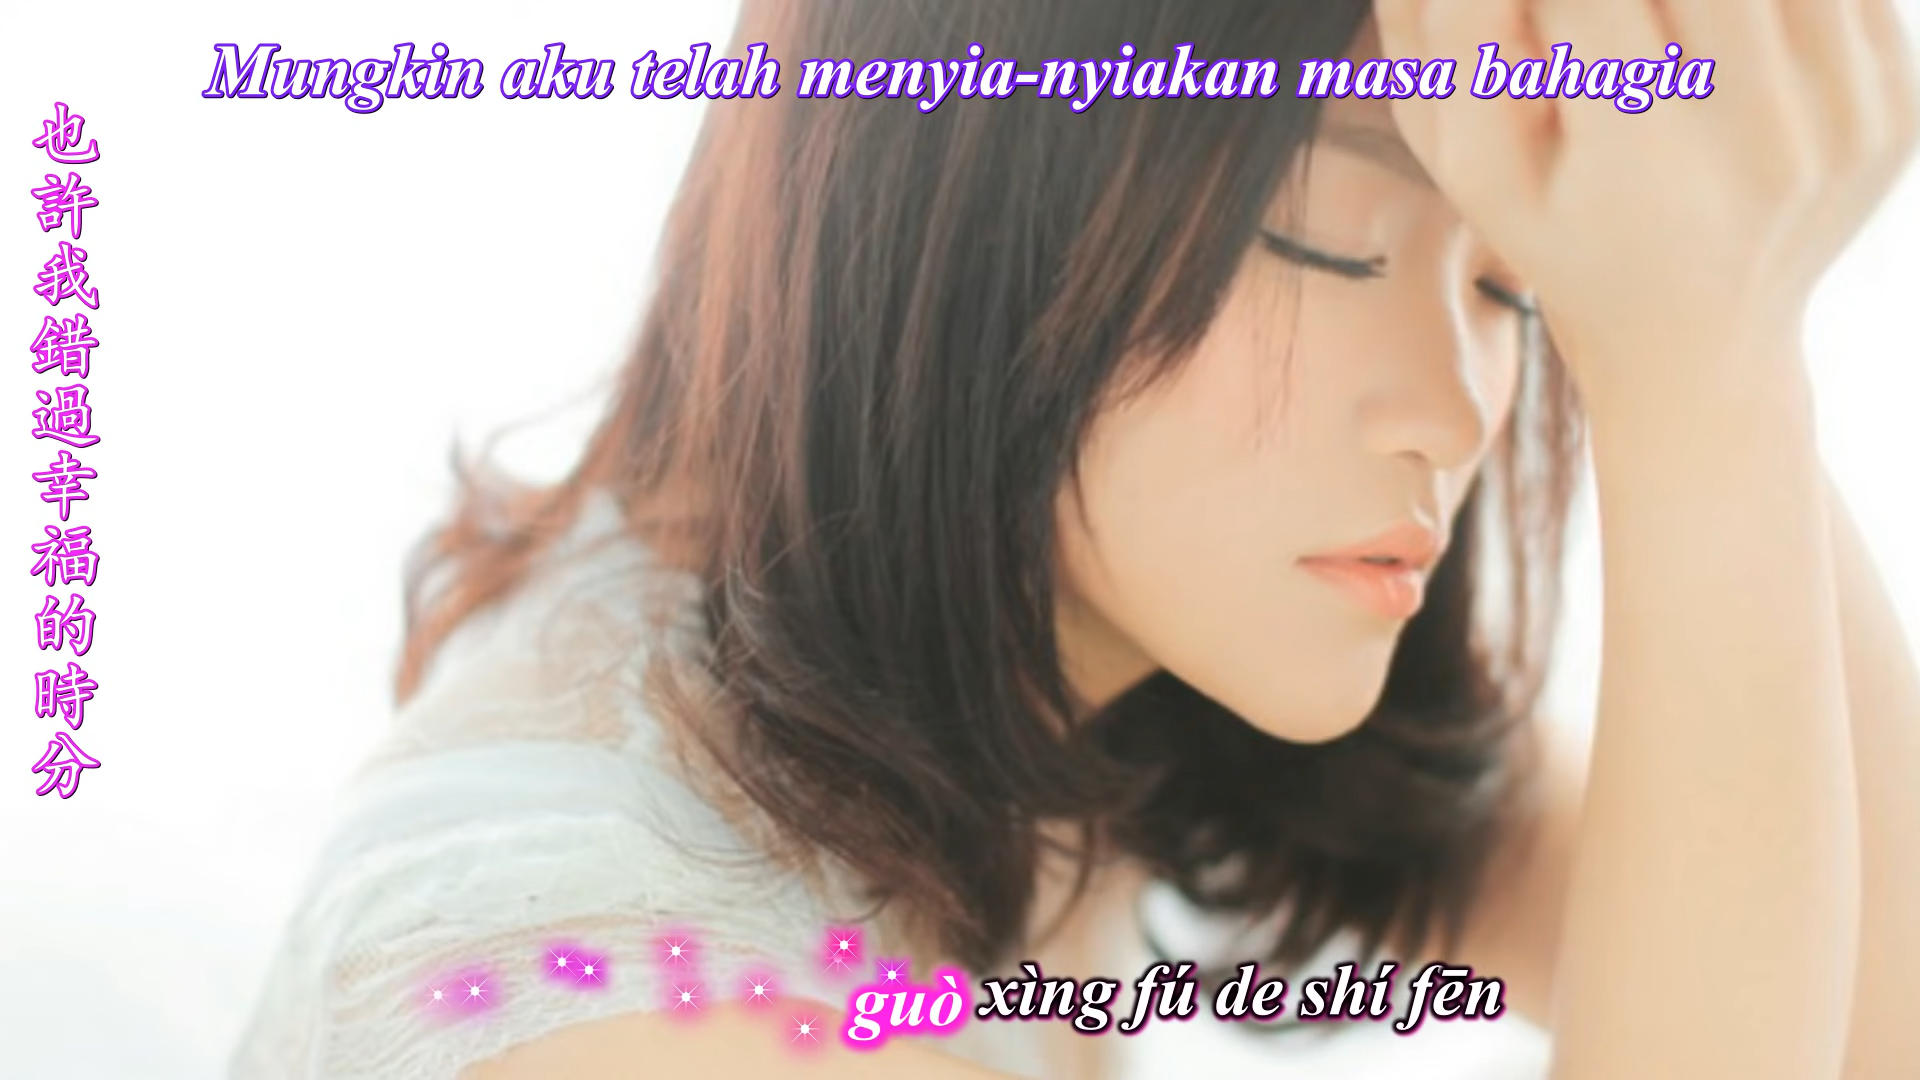 Mungkin aku telah menyia-nyiakan masa bahagia
也許我錯過幸福的時分
guò xìng fú de shí fēn